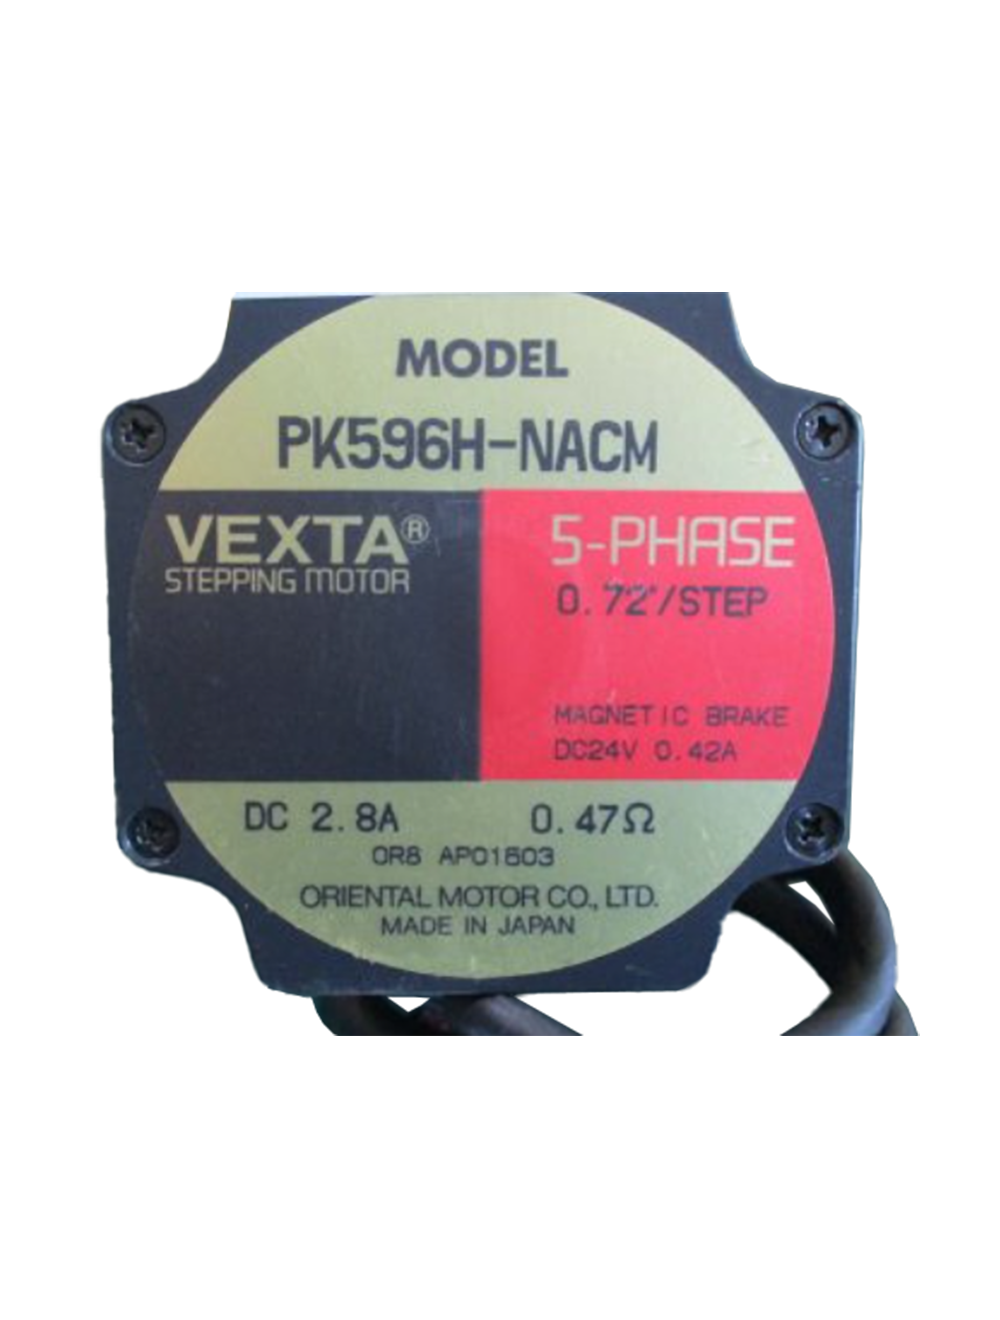 MODEL
PK596H-NACM
VEXTA®
STEPPING MOTOR
5-PHASE
0.72°/STEP
MAGNETIC BRAKE
DC24V 0.42A
DC 2.8A 0.47Ω
0R8 AP01603
ORIENTAL MOTOR CO., LTD.
MADE IN JAPAN